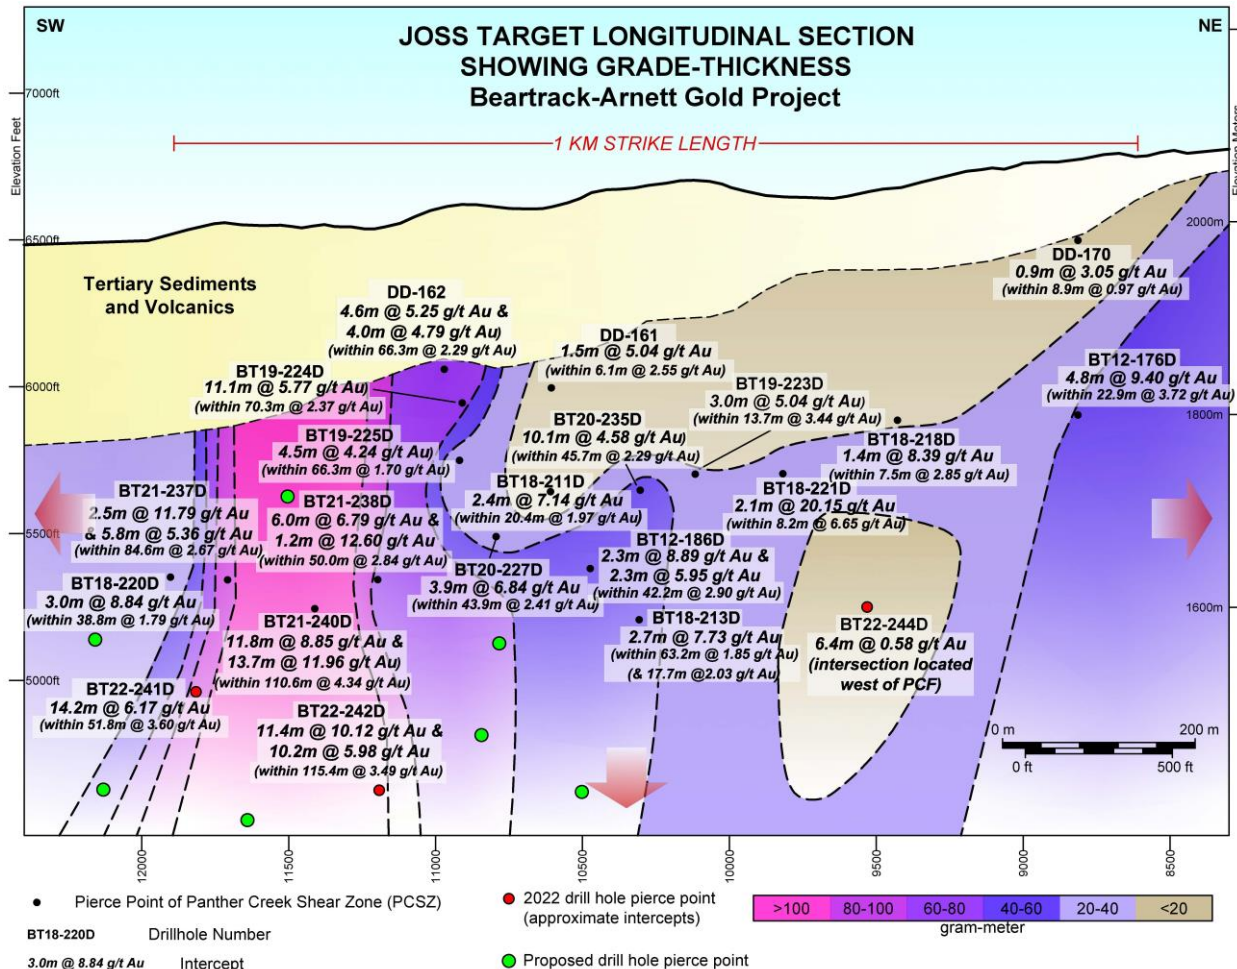 SW
NE
JOSS TARGET LONGITUDINAL SECTION
SHOWING GRADE-THICKNESS
Beartrack-Arnett Gold Project
Elevation Feet
Elevation Meters
7000ft
1 KM STRIKE LENGTH
2000m
6500ft
Tertiary Sediments
and Volcanics
DD-170
0.9m @ 3.05 g/t Au
(within 8.9m @ 0.97 g/t Au)
DD-162
4.6m @ 5.25 g/t Au &
4.0m @ 4.79 g/t Au
(within 66.3m @ 2.29 g/t Au)
DD-161
1.5m @ 5.04 g/t Au
(within 6.1m @ 2.55 g/t Au)
BT19-224D
11.1m @ 5.77 g/t Au
(within 70.3m @ 2.37 g/t Au)
6000ft
BT12-176D
4.8m @ 9.40 g/t Au
(within 22.9m @ 3.72 g/t Au)
1800m
BT19-223D
3.0m @ 5.04 g/t Au
(within 13.7m @ 3.44 g/t Au)
BT20-235D
10.1m @ 4.58 g/t Au
(within 45.7m @ 2.29 g/t Au)
BT19-225D
4.5m @ 4.24 g/t Au
(within 66.3m @ 1.70 g/t Au)
BT18-218D
1.4m @ 8.39 g/t Au
(within 7.5m @ 2.85 g/t Au)
BT18-211D
2.4m @ 7.14 g/t Au
(within 20.4m @ 1.97 g/t Au)
BT18-221D
2.1m @ 20.15 g/t Au
(within 8.2m @ 6.65 g/t Au)
BT21-237D
2.5m @ 11.79 g/t Au
& 5.8m @ 5.36 g/t Au
(within 84.6m @ 2.67 g/t Au)
BT21-238D
6.0m @ 6.79 g/t Au &
1.2m @ 12.60 g/t Au
(within 50.0m @ 2.84 g/t Au)
5500ft
BT12-186D
2.3m @ 8.89 g/t Au &
2.3m @ 5.95 g/t Au
(within 42.2m @ 2.90 g/t Au)
BT20-227D
3.9m @ 6.84 g/t Au
(within 43.9m @ 2.41 g/t Au)
BT18-220D
3.0m @ 8.84 g/t Au
(within 38.8m @ 1.79 g/t Au)
1600m
BT21-240D
11.8m @ 8.85 g/t Au &
13.7m @ 11.96 g/t Au
(within 110.6m @ 4.34 g/t Au)
BT18-213D
2.7m @ 7.73 g/t Au
(within 63.2m @ 1.85 g/t Au)
(& 17.7m @2.03 g/t Au)
BT22-244D
6.4m @ 0.58 g/t Au
(intersection located
west of PCF)
5000ft
BT22-241D
14.2m @ 6.17 g/t Au
(within 51.8m @ 3.60 g/t Au)
BT22-242D
11.4m @ 10.12 g/t Au &
10.2m @ 5.98 g/t Au
(within 115.4m @ 3.49 g/t Au)
0 m 200 m
0 ft 500 ft
12000 11500 11000 10500 10000 9500 9000 8500
Pierce Point of Panther Creek Shear Zone (PCSZ)
BT18-220D Drillhole Number
3.0m @ 8.84 g/t Au Intercept
2022 drill hole pierce point
(approximate intercepts)
Proposed drill hole pierce point
>100 80-100 60-80 40-60 20-40 <20
gram-meter